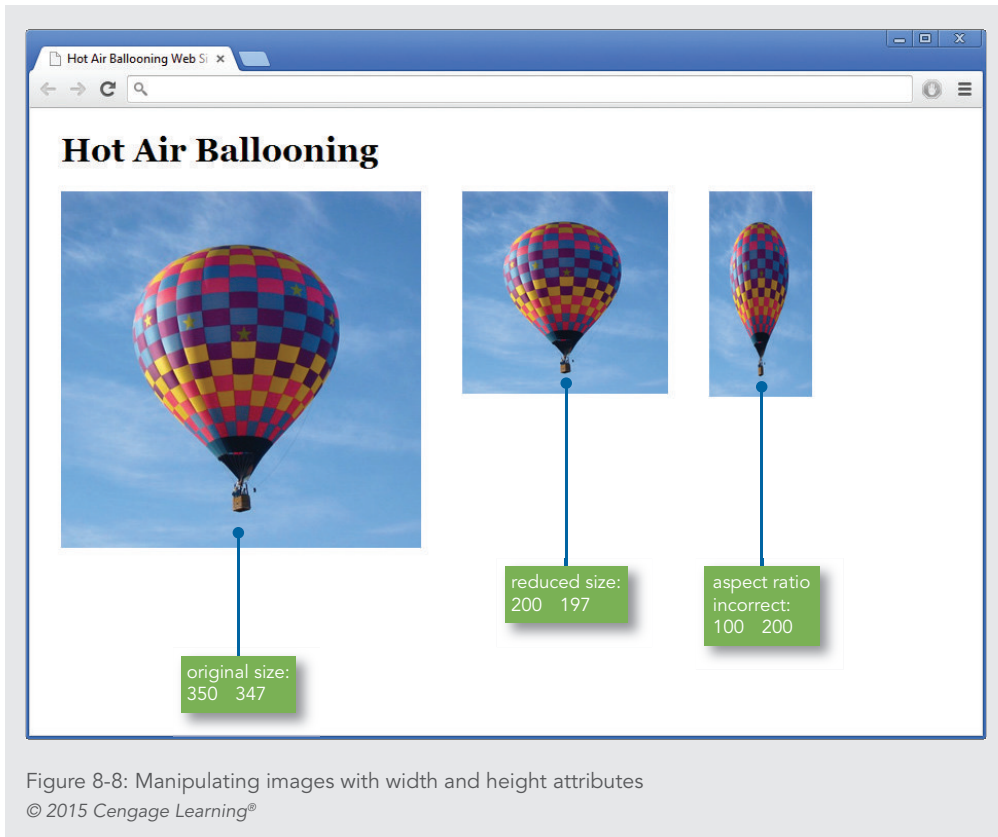 Hot Air Ballooning Web Si
Hot Air Ballooning
reduced size:
200 197
aspect ratio
incorrect:
100 200
original size:
350 347
Figure 8-8: Manipulating images with width and height attributes
© 2015 Cengage Learning®